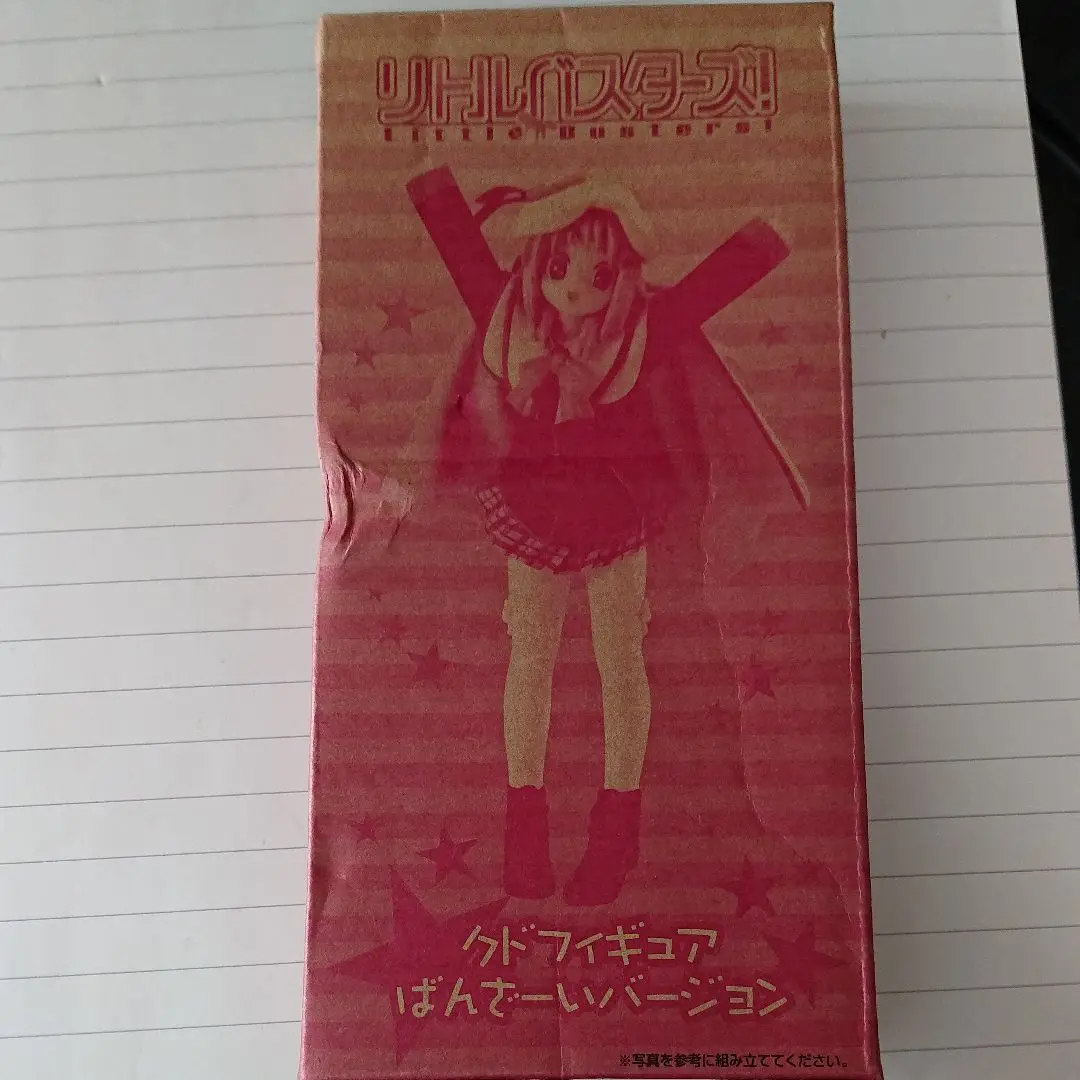 リトルバスターズ!
Little Busters!
クドフィギュア
ばんざーいバージョン
※写真を参考に組み立ててください。